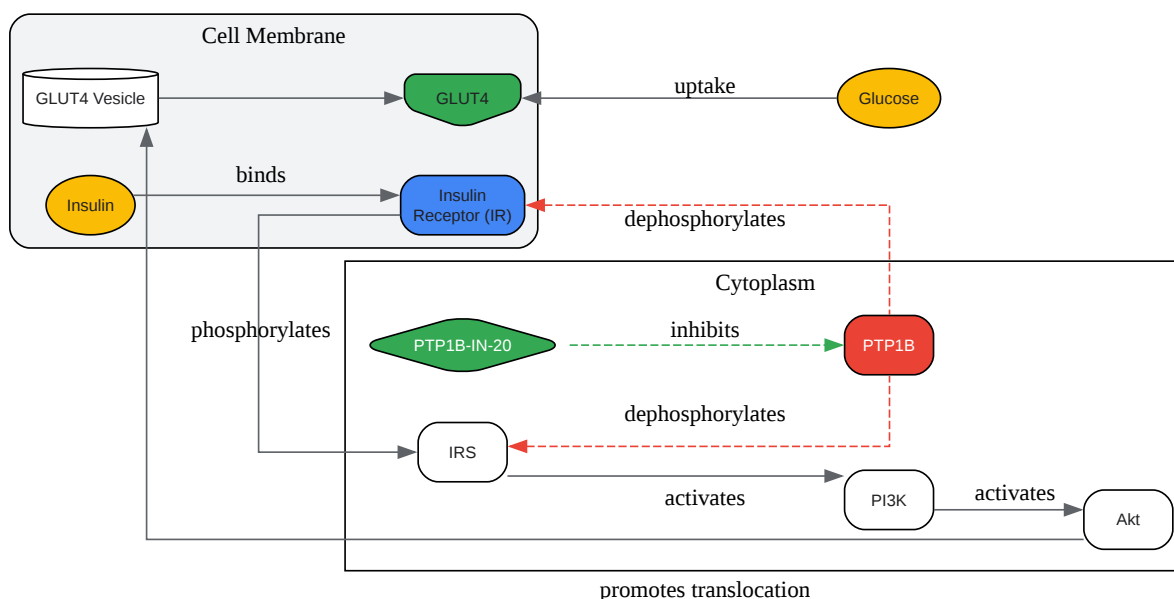 Cell Membrane
GLUT4 Vesicle
GLUT4
uptake
Glucose
binds
Insulin
Insulin
Receptor (IR)
dephosphorylates
Cytoplasm
phosphorylates
PTP1B-IN-20
inhibits
PTP1B
dephosphorylates
IRS
activates
PI3K
activates
Akt
promotes translocation